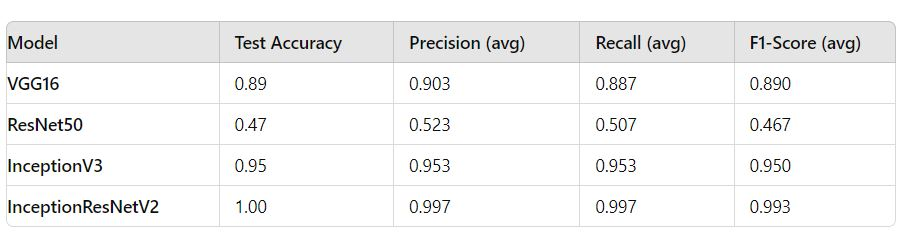 Model Test Accuracy Precision (avg) Recall (avg) F1-Score (avg)
VGG16 0.89 0.903 0.887 0.890
ResNet50 0.47 0.523 0.507 0.467
InceptionV3 0.95 0.953 0.953 0.950
InceptionResNetV2 1.00 0.997 0.997 0.993